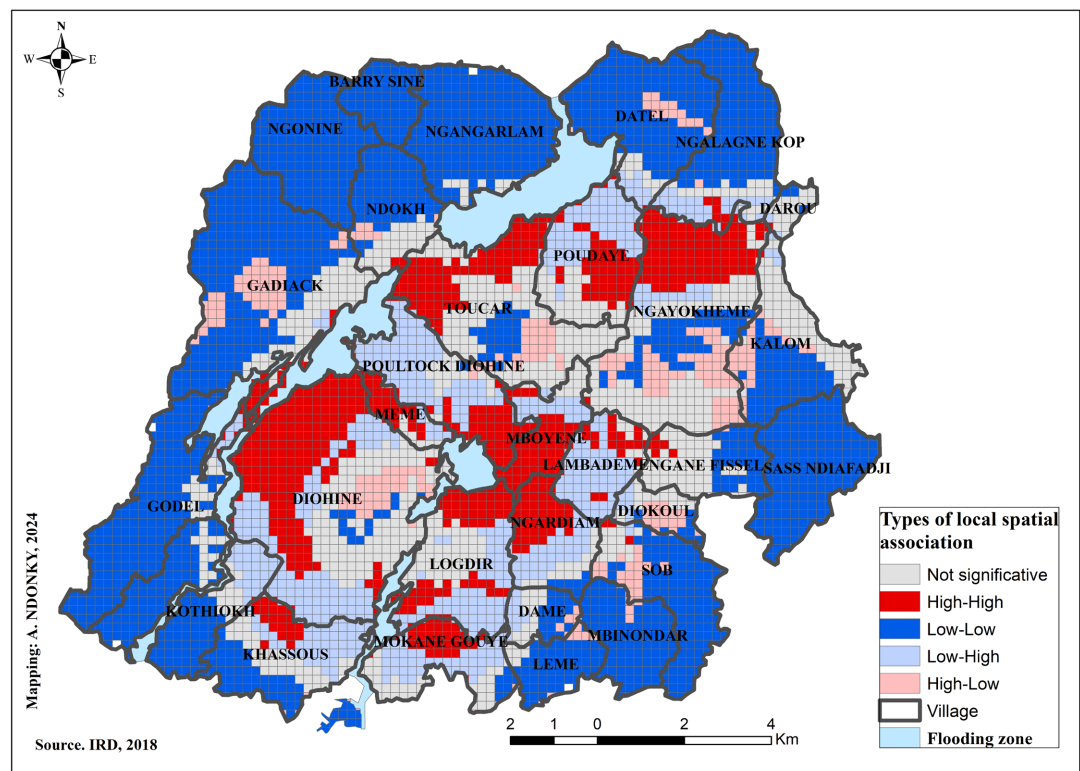 N
W E
S
BARRY SINE
NGONINE
NGANGARLAM
DATEL
NGALAGNE KOP
NDOKH
DAROU
POUDAYE
GADIACK
TOUCAR
NGAYOKHEME
KALOM
POULTOCK DIOHINE
MEME
MBOYENE
LAMBADEM
ENGANE FISSEL
SASS NDIAFADJI
DIOHINE
GODEL
NGARDIAM
DIOKOUL
LOGDIR
SOB
KOTHIOKH
DAME
MBINONDAR
KHASSOUS
MOKANE GOUYE
LEME
Types of local spatial
association
Not significative
High-High
Low-Low
Low-High
High-Low
Village
Flooding zone
2 1 0 2 4
Km
Mapping: A. NDONKY, 2024
Source. IRD, 2018